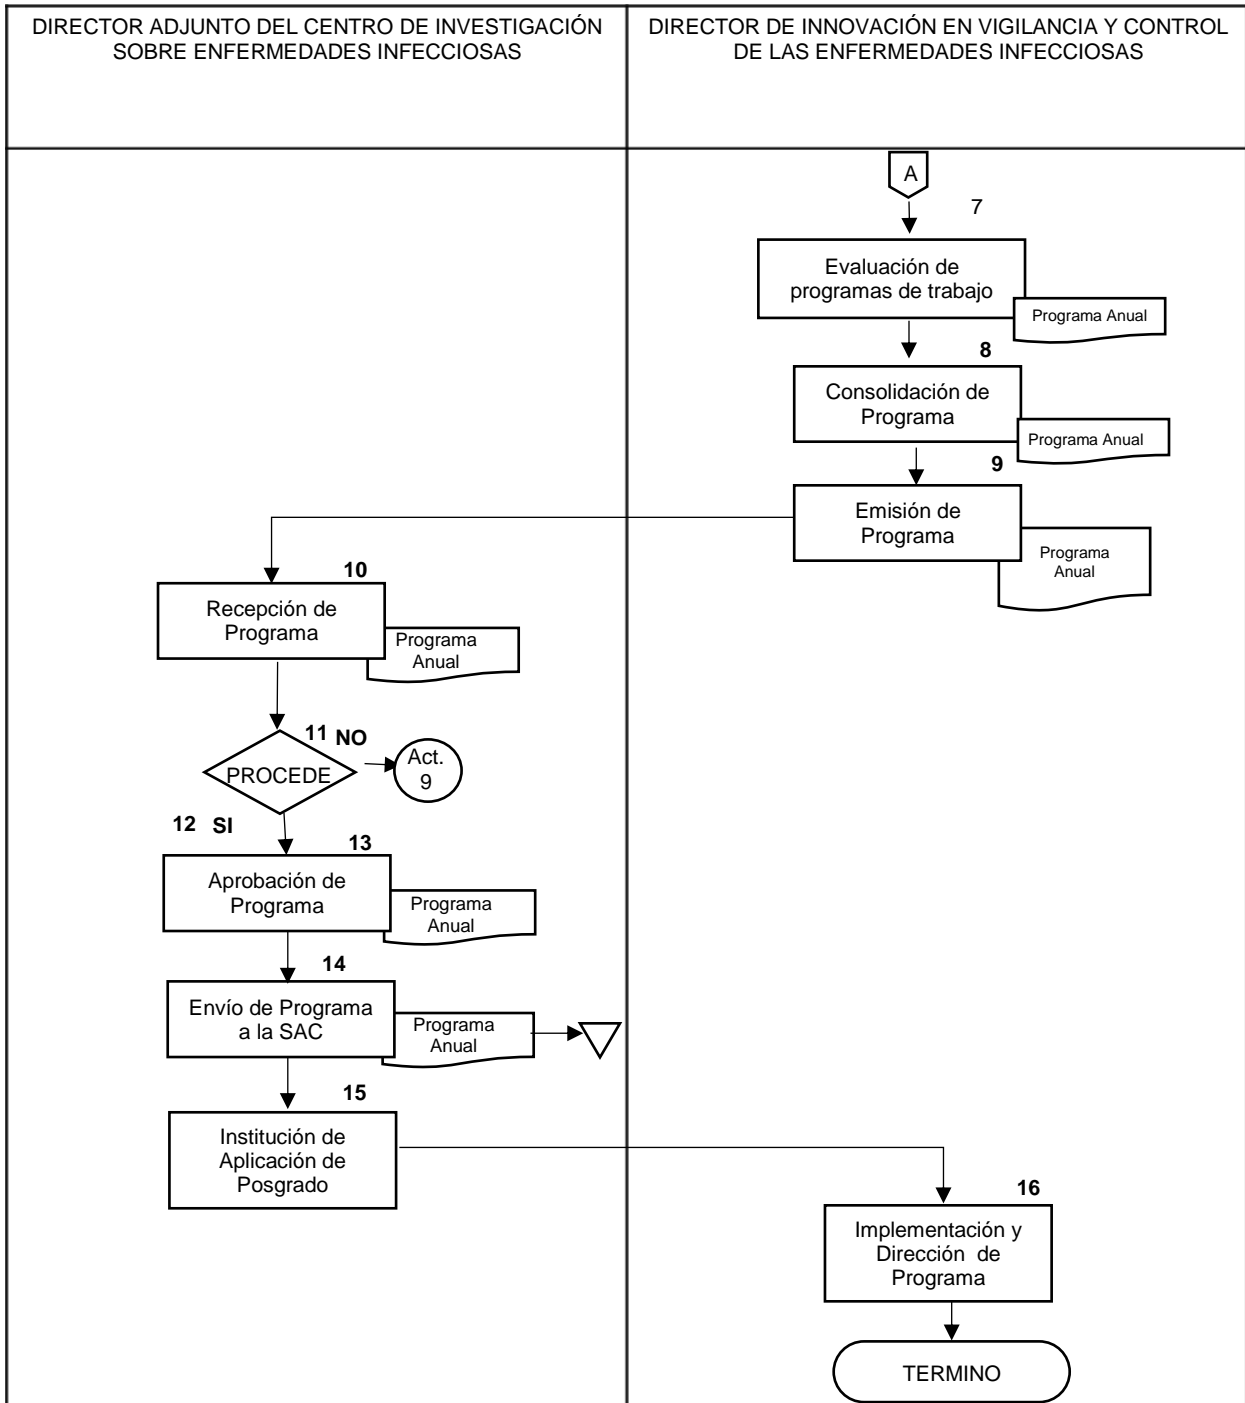 DIRECTOR ADJUNTO DEL CENTRO DE INVESTIGACIÓN
SOBRE ENFERMEDADES INFECCIOSAS
DIRECTOR DE INNOVACIÓN EN VIGILANCIA Y CONTROL
DE LAS ENFERMEDADES INFECCIOSAS
A
7
Evaluación de
programas de trabajo
Programa Anual
8
Consolidación de
Programa
Programa Anual
9
Emisión de
Programa
Programa
Anual
10
Recepción de
Programa
Programa
Anual
11 NO
PROCEDE
Act.
9
12 SI
13
Aprobación de
Programa
Programa
Anual
14
Envío de Programa
a la SAC
Programa
Anual
15
Institución de
Aplicación de
Posgrado
16
Implementación y
Dirección de
Programa
TERMINO